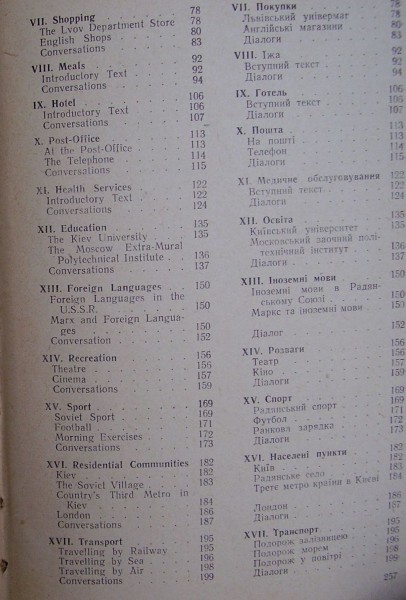 VII. Shopping 78
The Lvov Department Store 78
English Shops 80
Conversations 83
VIII. Meals 92
Introductory Text 92
Conversations 94
IX. Hotel 106
Introductory Text 106
Conversations 107
X. Post-Office 113
At the Post-Office 113
The Telephone 114
Conversations 115
XI. Health Services 122
Introductory Text 122
Conversations 124
XII. Education 135
The Kiev University 135
The Moscow Extra-Mural
Polytechnical Institute 136
Conversations 137
XIII. Foreign Languages 150
Foreign Languages in the
U.S.S.R. 150
Marx and Foreign Langua-
ges 150
Conversation 152
XIV. Recreation 156
Theatre 156
Cinema 157
Conversations 159
XV. Sport 169
Soviet Sport 169
Football 171
Morning Exercises 172
Conversations 173
XVI. Residential Communities 182
Kiev 182
The Soviet Village 183
Country's Third Metro in
Kiev 184
London 186
Conversations 187
XVII. Transport 195
Travelling by Railway 195
Travelling by Sea 196
Travelling by Air 198
Conversations 199
VII. Покупки 78
Львівський універмаг 78
Англійські магазини 80
Діалоги 83
VIII. Їжа 92
Вступний текст 92
Діалоги 94
IX. Готель 106
Вступний текст 106
Діалоги 107
X. Пошта 113
На пошті 113
Телефон 114
Діалоги 115
XI. Медичне обслуговування 122
Вступний текст 122
Діалоги 124
XII. Освіта 135
Київський університет 135
Московський заочний полі-
технічний інститут 136
Діалоги 137
XIII. Іноземні мови 150
Іноземні мови в Радян-
ському Союзі 150
Маркс та іноземні мови 150
Діалог 152
XIV. Розваги 156
Театр 156
Кіно 157
Діалоги 159
XV. Спорт 169
Радянський спорт 169
Футбол 171
Ранкова зарядка 172
Діалоги 173
XVI. Населені пункти 182
Київ 182
Радянське село 183
Третє метро країни в Києві 184
Лондон 186
Діалоги 187
XVII. Транспорт 195
Подорож залізницею 195
Подорож морем 196
Подорож у повітрі 198
Діалоги 199
257